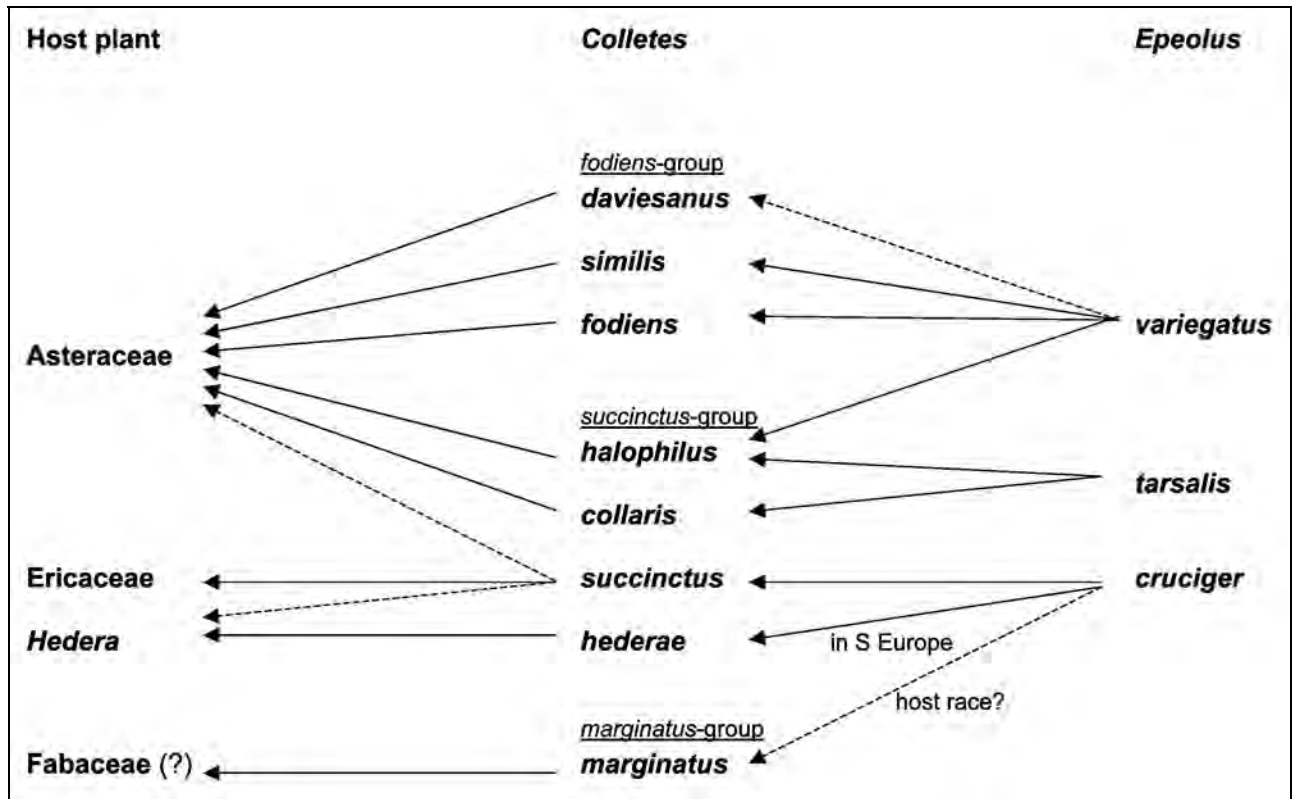 Host plant Colletes Epeolus
fodiens-group
daviesanus
similis
fodiens variegatus
Asteraceae
succinctus-group
halophilus
tarsalis
collaris
Ericaceae succinctus cruciger
Hedera hederae in S Europe
host race?
marginatus-group
Fabaceae (?) marginatus